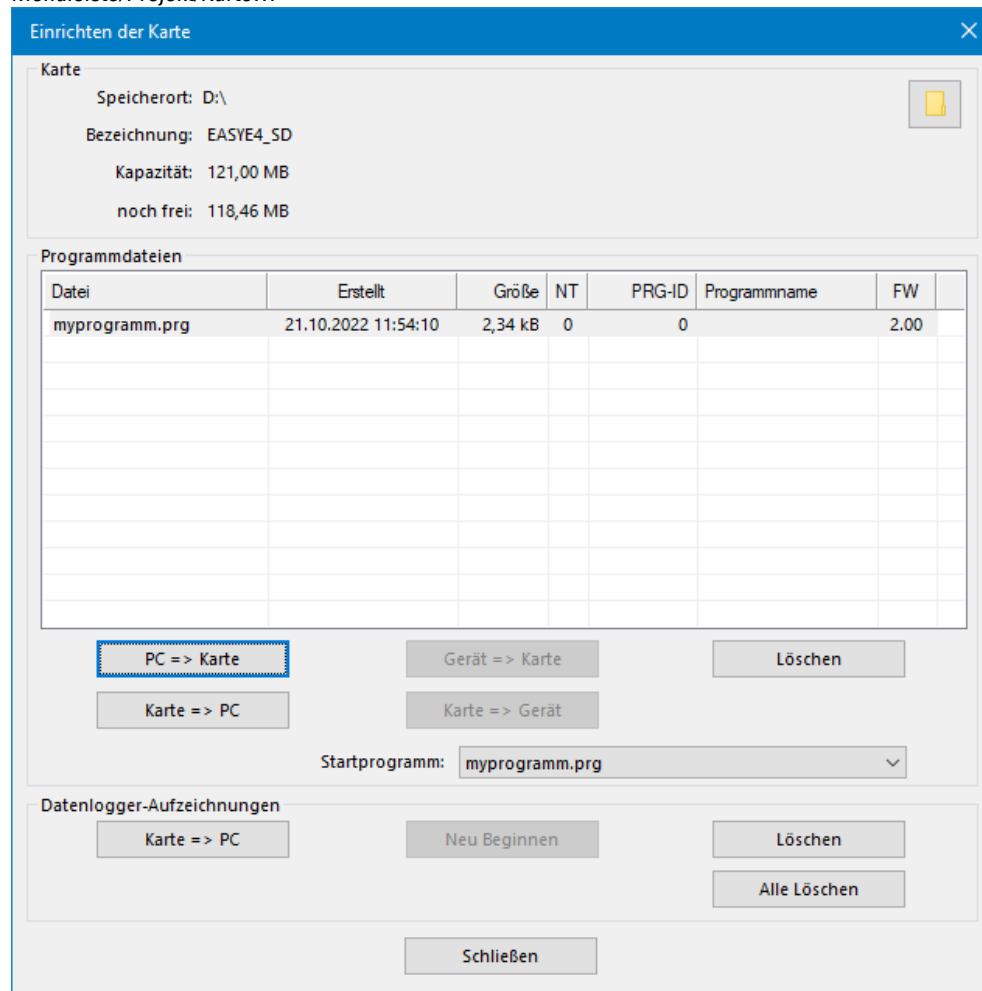 Einrichten der Karte
Karte
Speicherort: D:\
Bezeichnung: EASYE4_SD
Kapazität: 121,00 MB
noch frei: 118,46 MB
Programmdateien
Datei Erstellt Größe NT PRG-ID Programmname FW
myprogramm.prg 21.10.2022 11:54:10 2,34 kB 0 0 2.00
PC => Karte Gerät => Karte Löschen
Karte => PC Karte => Gerät
Startprogramm: myprogramm.prg
Datenlogger-Aufzeichnungen
Karte => PC Neu Beginnen Löschen
Alle Löschen
Schließen